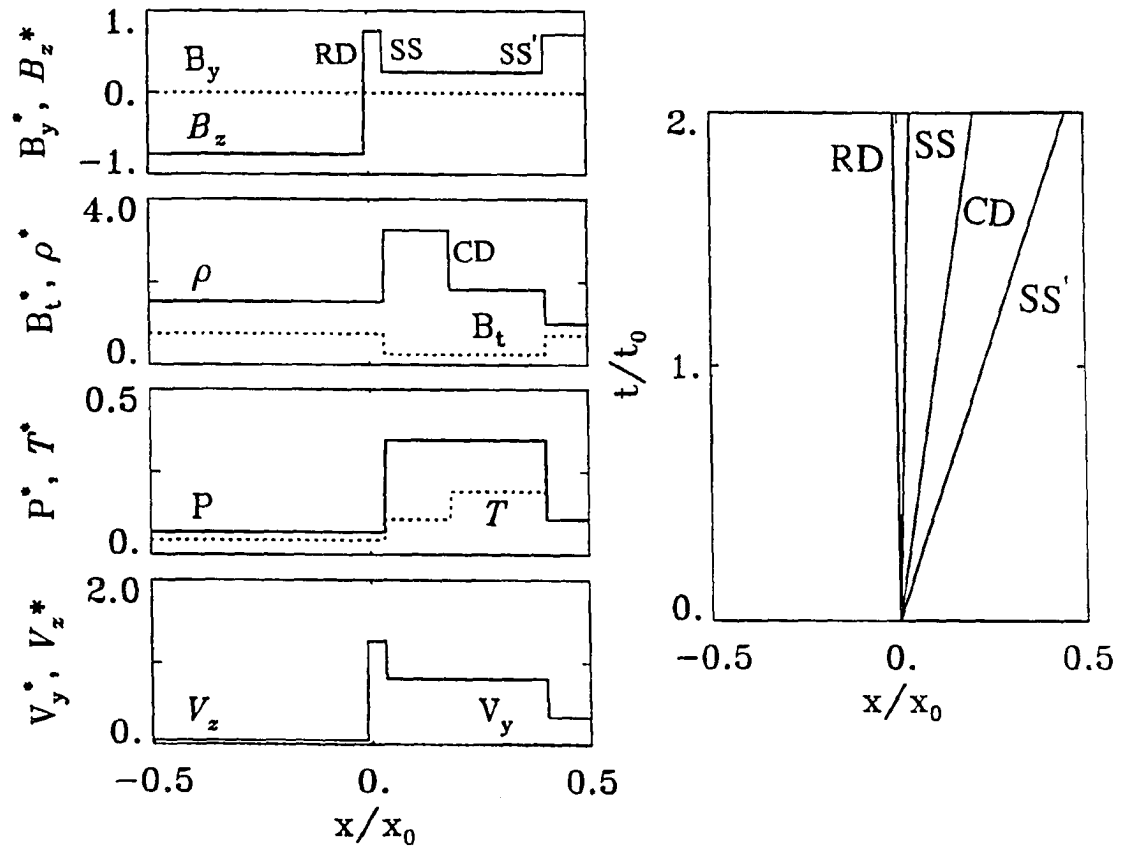 B_y*, B_z*
1.
0.
-1.
B_y
B_z
RD
SS
SS'
B_t*, ρ*
4.0
0.
ρ
CD
B_t
P*, T*
0.5
0.
P
T
V_y*, V_z*
2.0
0.
V_z
V_y
-0.5
0.
0.5
x/x_0
t/t_0
2.
1.
0.
RD
SS
CD
SS'
-0.5
0.
0.5
x/x_0